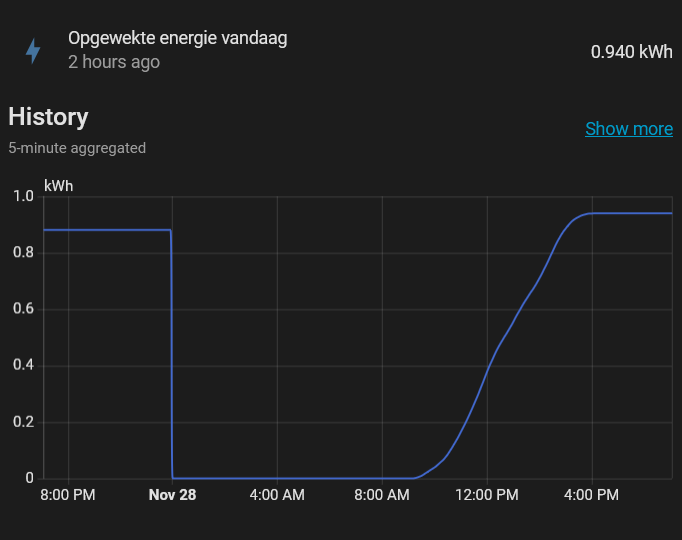 Opgewekte energie vandaag
0.940 kWh
2 hours ago
History
Show more
5-minute aggregated
kWh
1.0
0.8
0.6
0.4
0.2
0
8:00 PM Nov 28 4:00 AM 8:00 AM 12:00 PM 4:00 PM